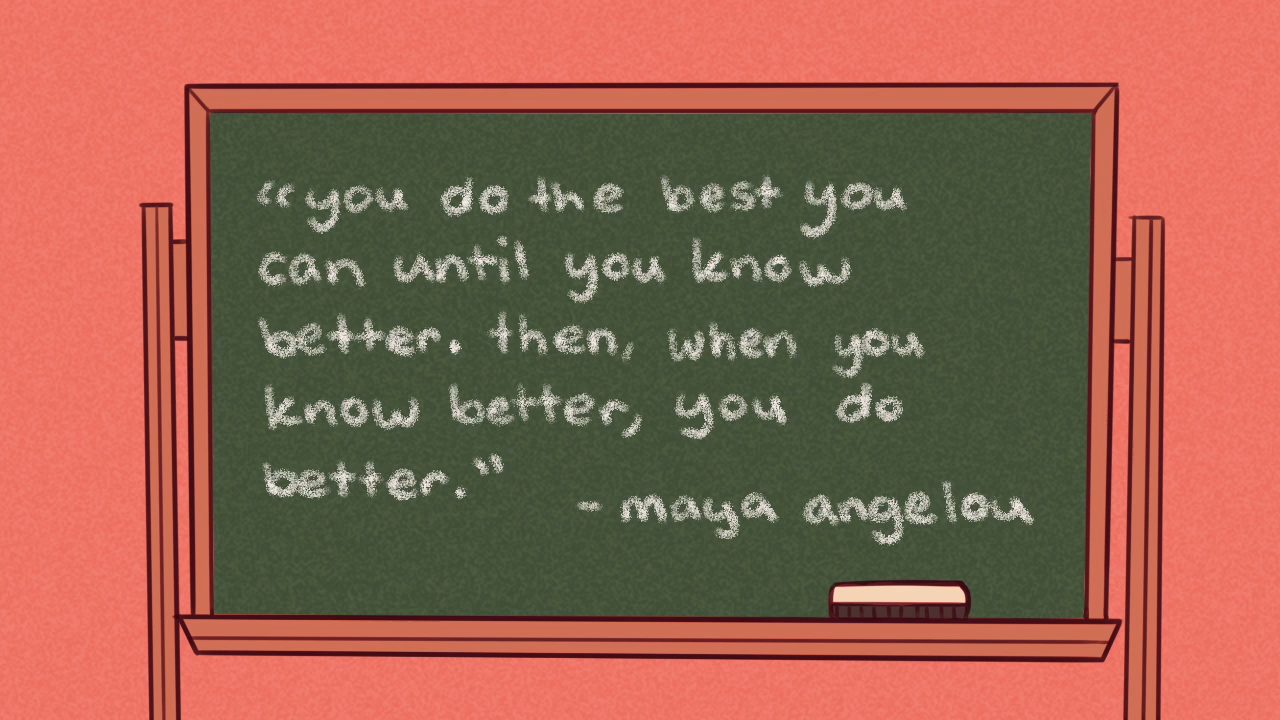 “you do the best you
can until you know
better. then, when you
know better, you do
better.”
- maya angelou